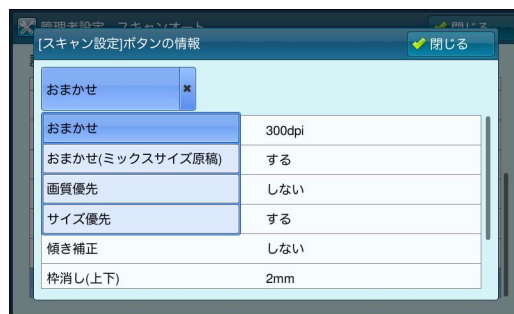 管理者設定 スキャンオート
閉じる
[スキャン設定]ボタンの情報
閉じる
おまかせ
おまかせ
300dpi
おまかせ(ミックスサイズ原稿)
する
画質優先
しない
サイズ優先
する
傾き補正
しない
枠消し(上下)
2mm